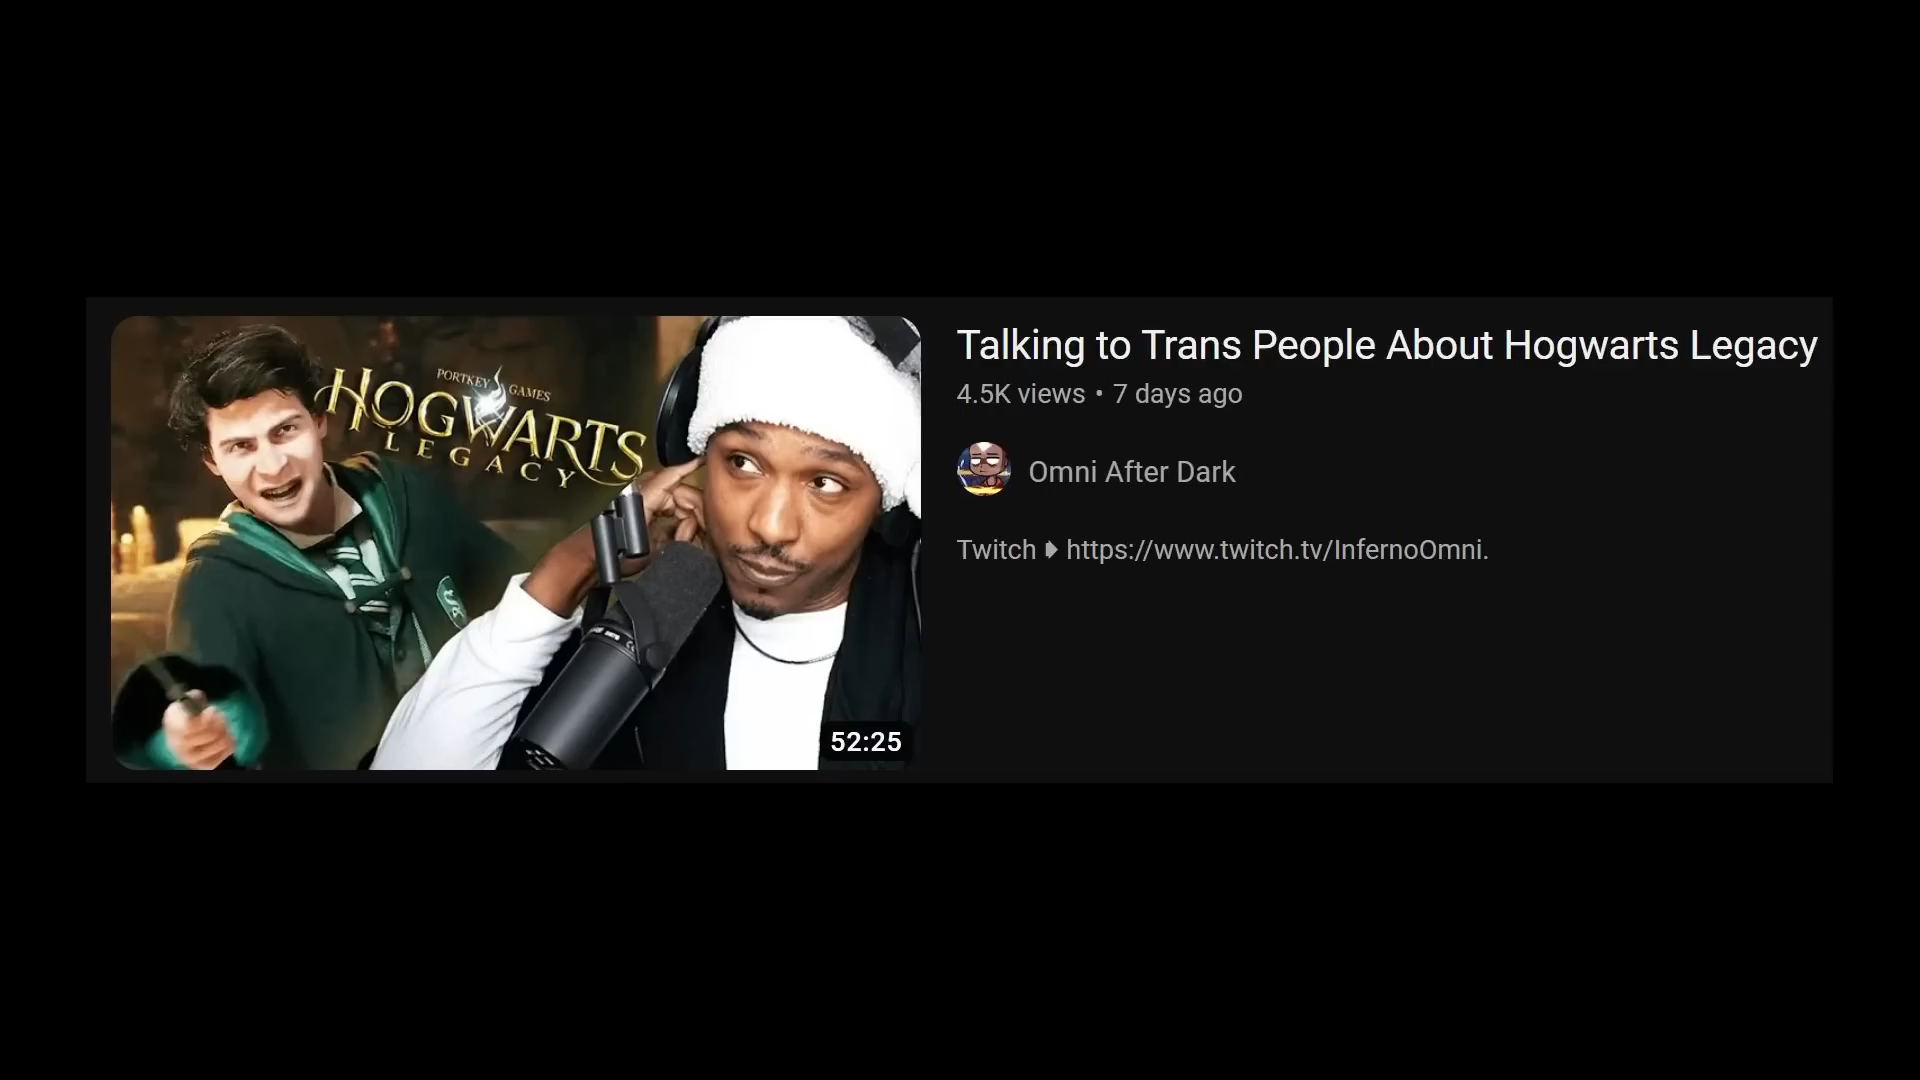 PORTKEY GAMES
HOGWARTS
LEGACY
52:25
Talking to Trans People About Hogwarts Legacy
4.5K views • 7 days ago
Omni After Dark
Twitch ➧ https://www.twitch.tv/InfernoOmni.